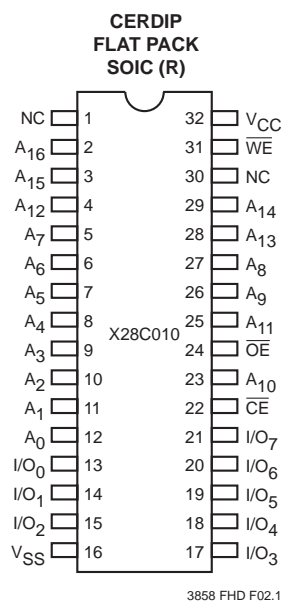 CERDIP
FLAT PACK
SOIC (R)
NC 1 32 VCC
A16 2 31 W̅E̅
A15 3 30 NC
A12 4 29 A14
A7 5 28 A13
A6 6 27 A8
A5 7 26 A9
A4 8 25 A11
X28C010
A3 9 24 O̅E̅
A2 10 23 A10
A1 11 22 C̅E̅
A0 12 21 I/O7
I/O0 13 20 I/O6
I/O1 14 19 I/O5
I/O2 15 18 I/O4
VSS 16 17 I/O3
3858 FHD F02.1